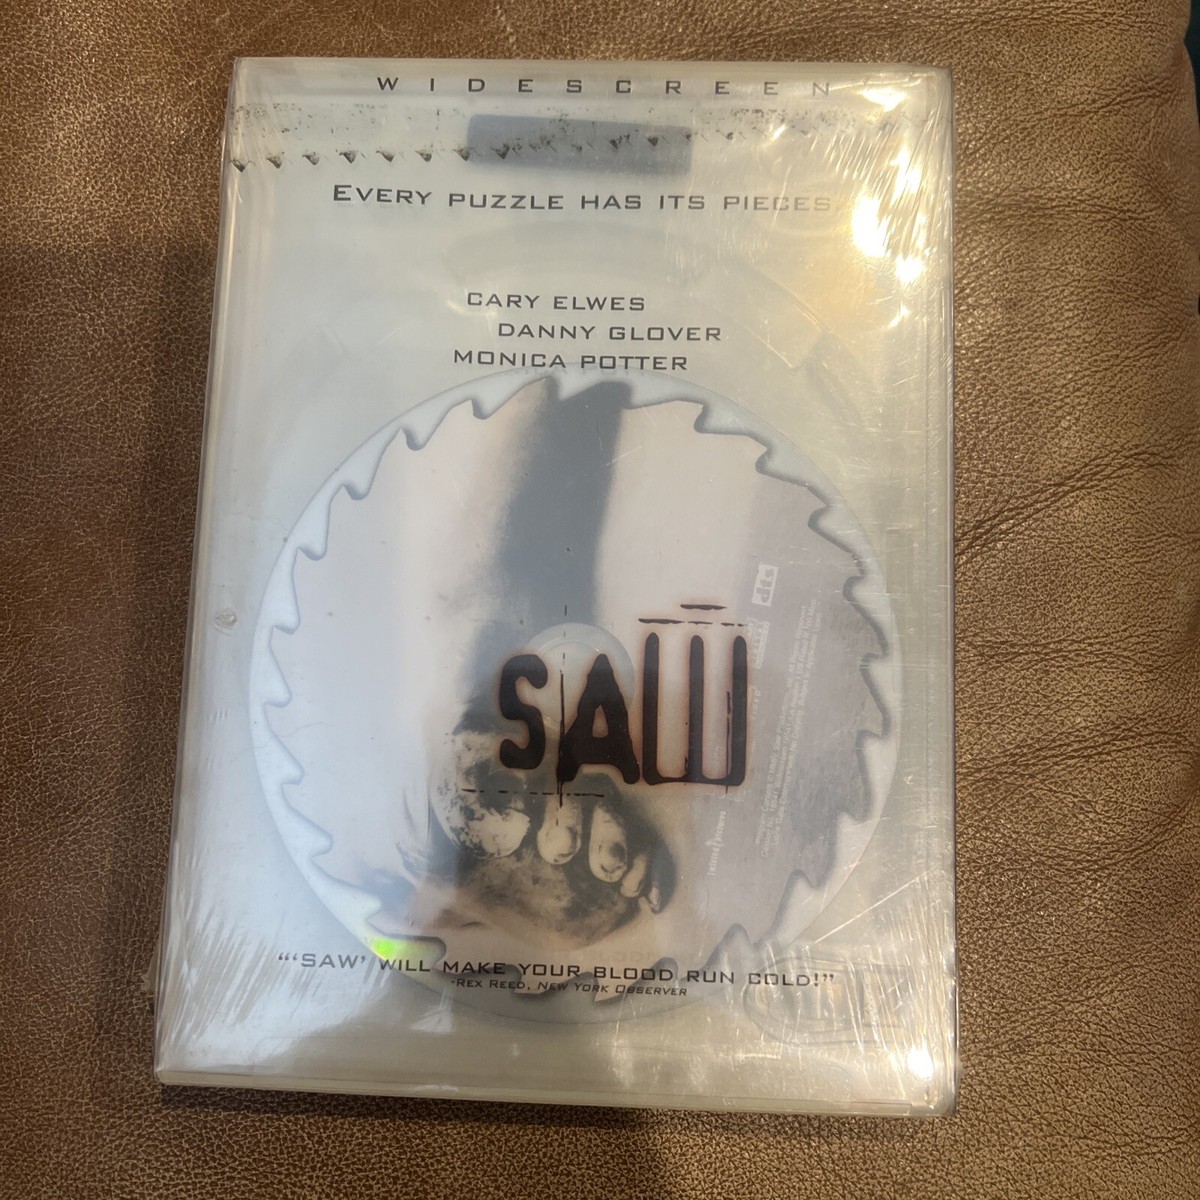 WIDESCREEN
EVERY PUZZLE HAS ITS PIECES
CARY ELWES
DANNY GLOVER
MONICA POTTER
dts
SAW
"'SAW' WILL MAKE YOUR BLOOD RUN COLD!"
-REX REED, NEW YORK OBSERVER